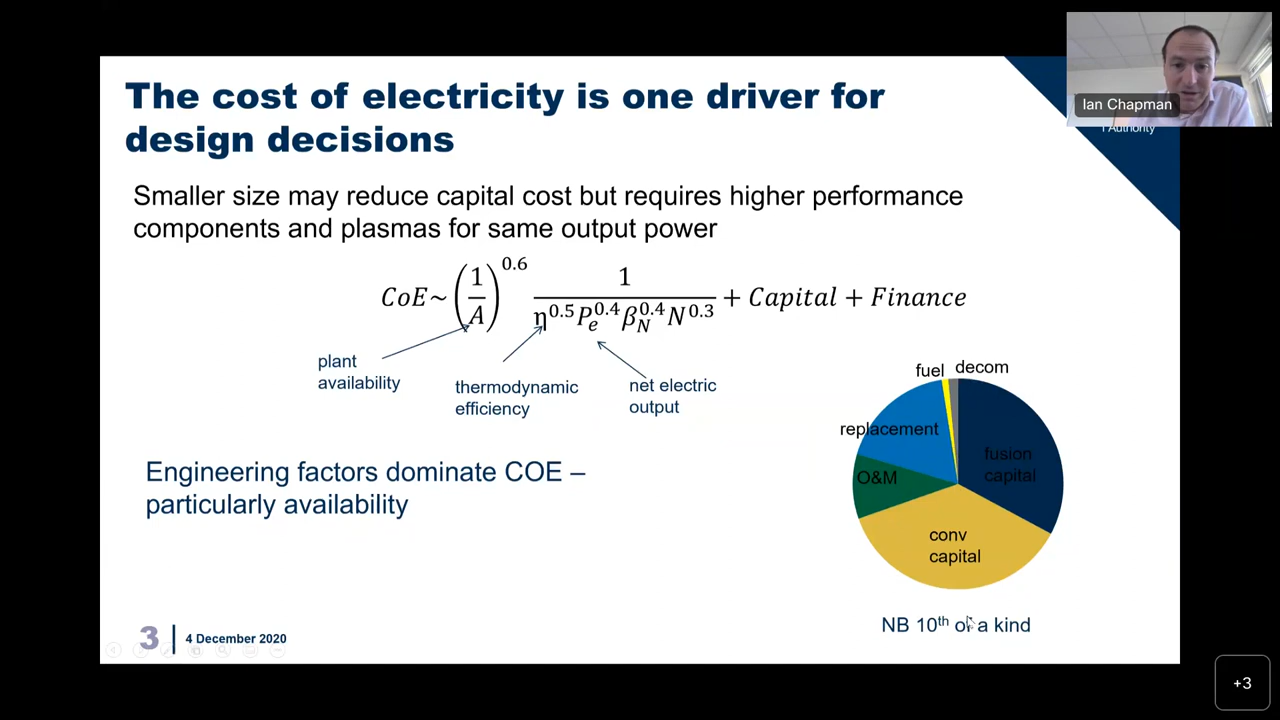 The cost of electricity is one driver for
design decisions
Ian Chapman
Authority
Smaller size may reduce capital cost but requires higher performance
components and plasmas for same output power
CoE~(1/A)^0.6 1/(η^0.5 P_e^0.4 β_N^0.4 N^0.3) + Capital + Finance
plant
availability
thermodynamic
efficiency
net electric
output
fuel
decom
replacement
fusion
capital
O&M
conv
capital
Engineering factors dominate COE –
particularly availability
NB 10th of a kind
3
4 December 2020
+3